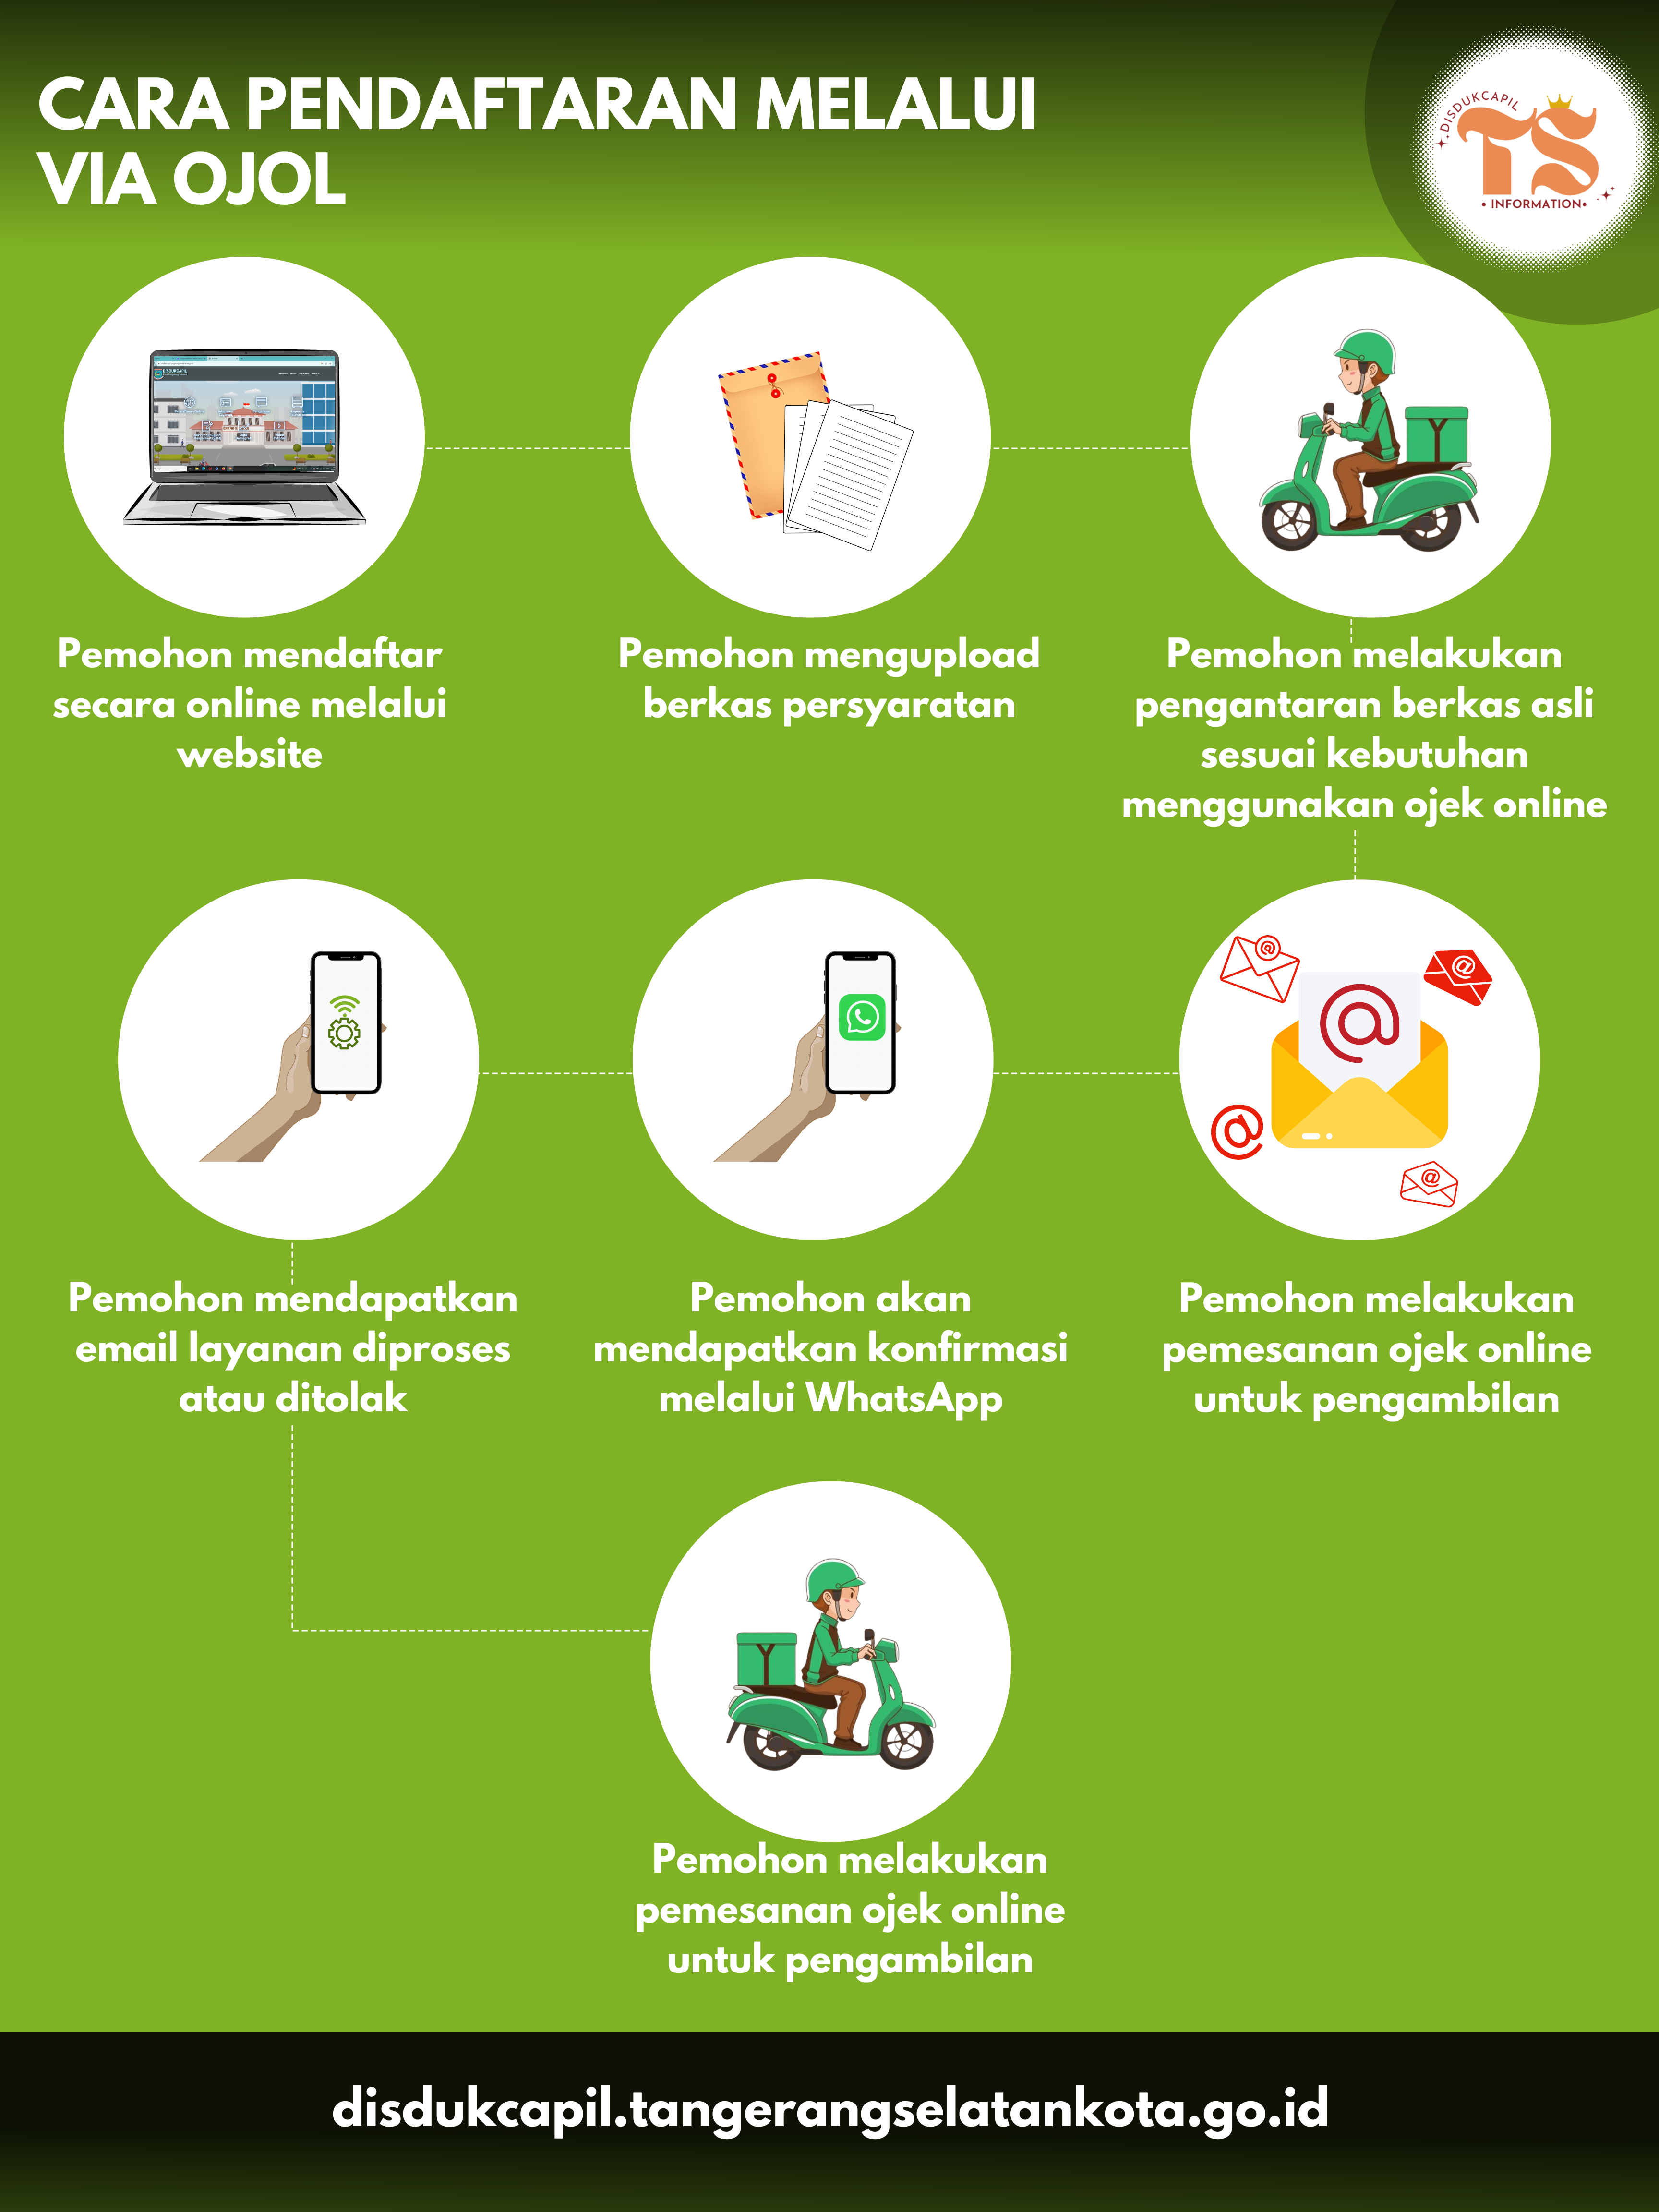 CARA PENDAFTARAN MELALUI
VIA OJOL
DISDUKCAPIL
TS
• INFORMATION•
Pemohon mendaftar
secara online melalui
website
Pemohon mengupload
berkas persyaratan
Pemohon melakukan
pengantaran berkas asli
sesuai kebutuhan
menggunakan ojek online
Pemohon mendapatkan
email layanan diproses
atau ditolak
Pemohon akan
mendapatkan konfirmasi
melalui WhatsApp
Pemohon melakukan
pemesanan ojek online
untuk pengambilan
Pemohon melakukan
pemesanan ojek online
untuk pengambilan
disdukcapil.tangerangselatankota.go.id